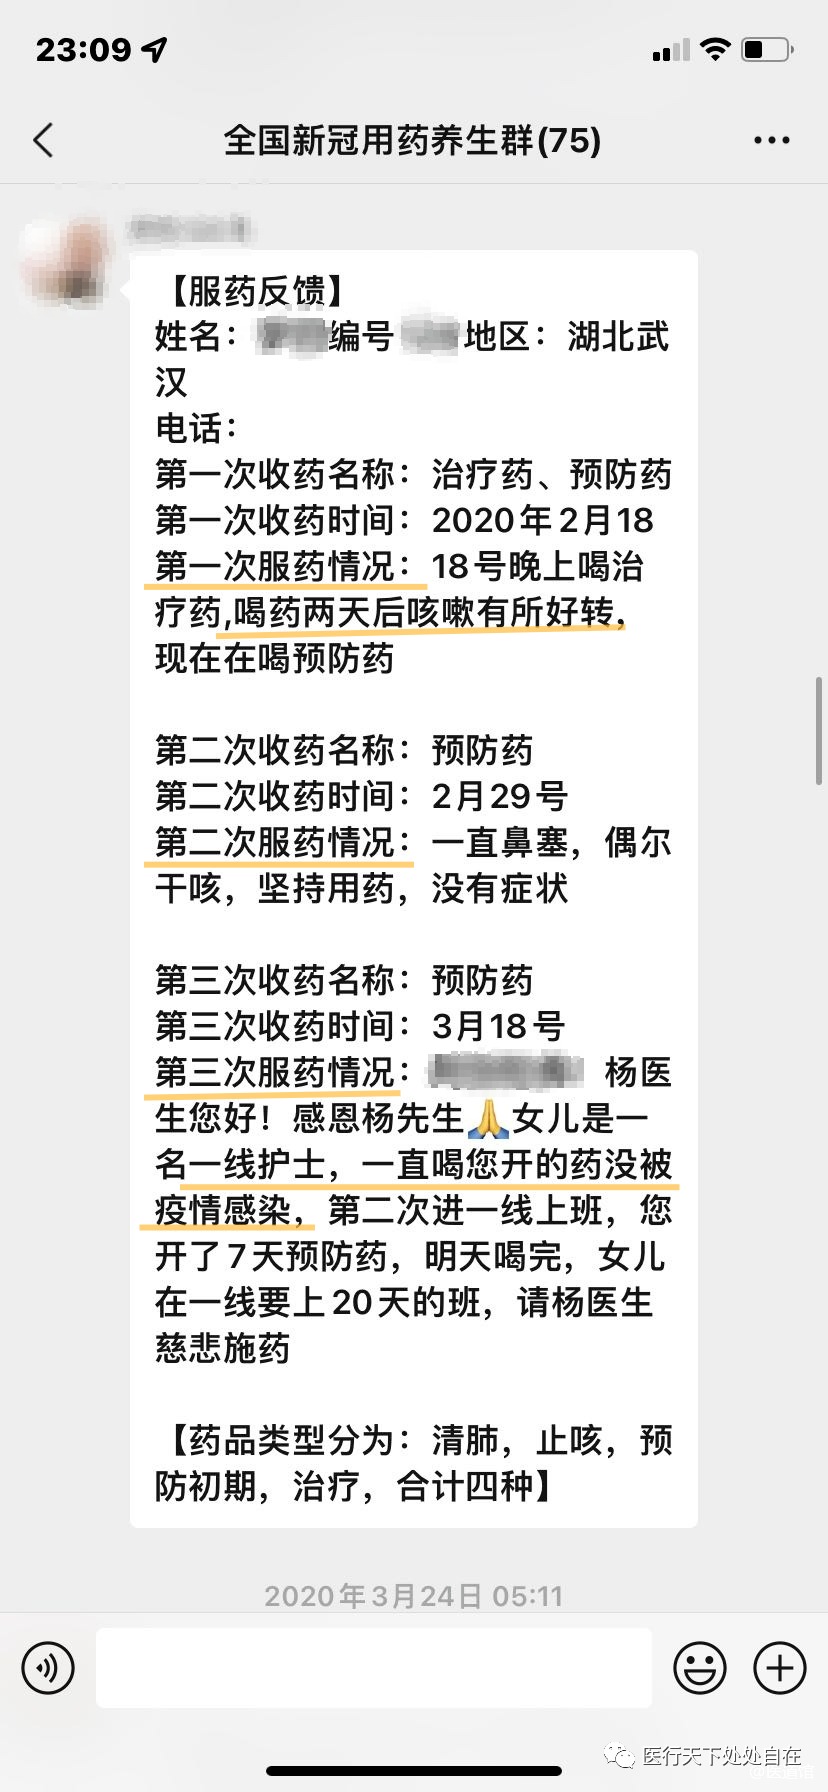 23:09
全国新冠用药养生群(75)
【服药反馈】
姓名：编号地区：湖北武
汉
电话：
第一次收药名称：治疗药、预防药
第一次收药时间：2020年2月18
第一次服药情况：18号晚上喝治
疗药,喝药两天后咳嗽有所好转，
现在在喝预防药
第二次收药名称：预防药
第二次收药时间：2月29号
第二次服药情况：一直鼻塞，偶尔
干咳，坚持用药，没有症状
第三次收药名称：预防药
第三次收药时间：3月18号
第三次服药情况：杨医
生您好！感恩杨先生🙏女儿是一
名一线护士，一直喝您开的药没被
疫情感染，第二次进一线上班，您
开了7天预防药，明天喝完，女儿
在一线要上20天的班，请杨医生
慈悲施药
【药品类型分为：清肺，止咳，预
防初期，治疗，合计四种】
2020年3月24日 05:11
医行天下处处自在